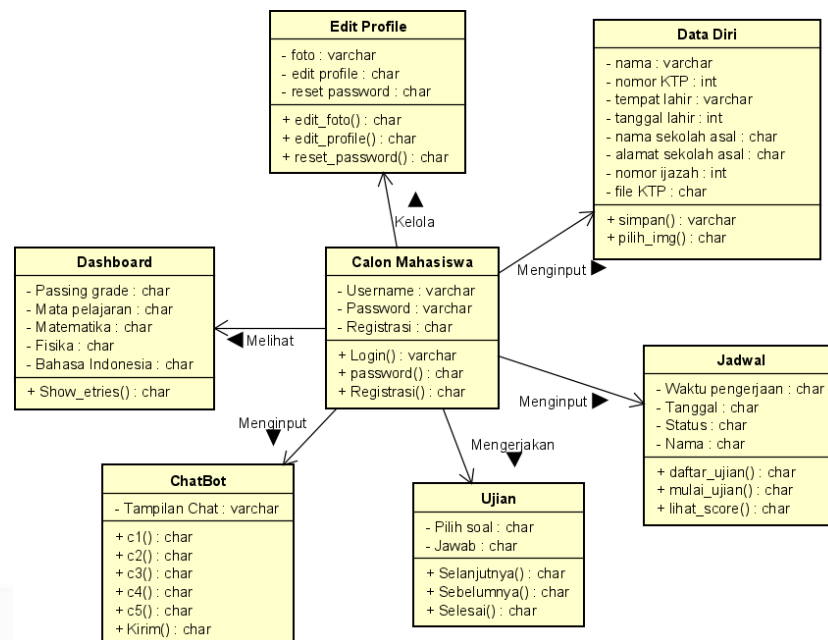 Edit Profile
- foto : varchar
- edit profile : char
- reset password : char
+ edit_foto() : char
+ edit_profile() : char
+ reset_password() : char
Data Diri
- nama : varchar
- nomor KTP : int
- tempat lahir : varchar
- tanggal lahir : int
- nama sekolah asal : char
- alamat sekolah asal : char
- nomor ijazah : int
- file KTP : char
+ simpan() : varchar
+ pilih_img() : char
Kelola
Dashboard
- Passing grade : char
- Mata pelajaran : char
- Matematika : char
- Fisika : char
- Bahasa Indonesia : char
+ Show_etries() : char
Melihat
Calon Mahasiswa
- Username : varchar
- Password : varchar
- Registrasi : char
+ Login() : varchar
+ password() : char
+ Registrasi() : char
Menginput
Jadwal
- Waktu pengerjaan : char
- Tanggal : char
- Status : char
- Nama : char
+ daftar_ujian() : char
+ mulai_ujian() : char
+ lihat_score() : char
Menginput
Menginput
Mengerjakan
ChatBot
- Tampilan Chat : varchar
+ c1() : char
+ c2() : char
+ c3() : char
+ c4() : char
+ c5() : char
+ Kirim() : char
Ujian
- Pilih soal : char
- Jawab : char
+ Selanjutnya() : char
+ Sebelumnya() : char
+ Selesai() : char